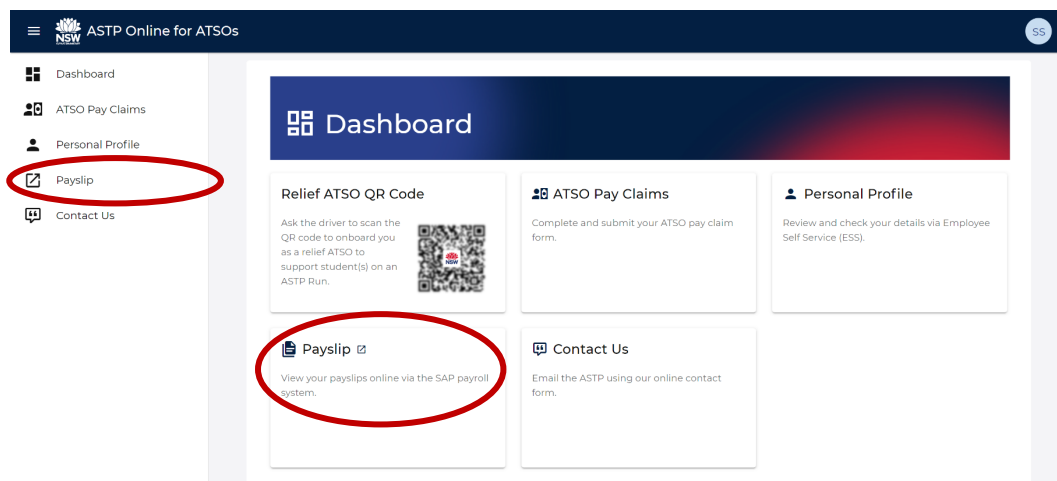 NSW
ASTP Online for ATSOs
SS
Dashboard
ATSO Pay Claims
Personal Profile
Payslip
Contact Us
Dashboard
Relief ATSO QR Code
Ask the driver to scan the
QR code to onboard you
as a relief ATSO to
support student(s) on an
ASTP Run.
NSW
ATSO Pay Claims
Complete and submit your ATSO pay claim
form.
Personal Profile
Review and check your details via Employee
Self Service (ESS).
Payslip
View your payslips online via the SAP payroll
system.
Contact Us
Email the ASTP using our online contact
form.